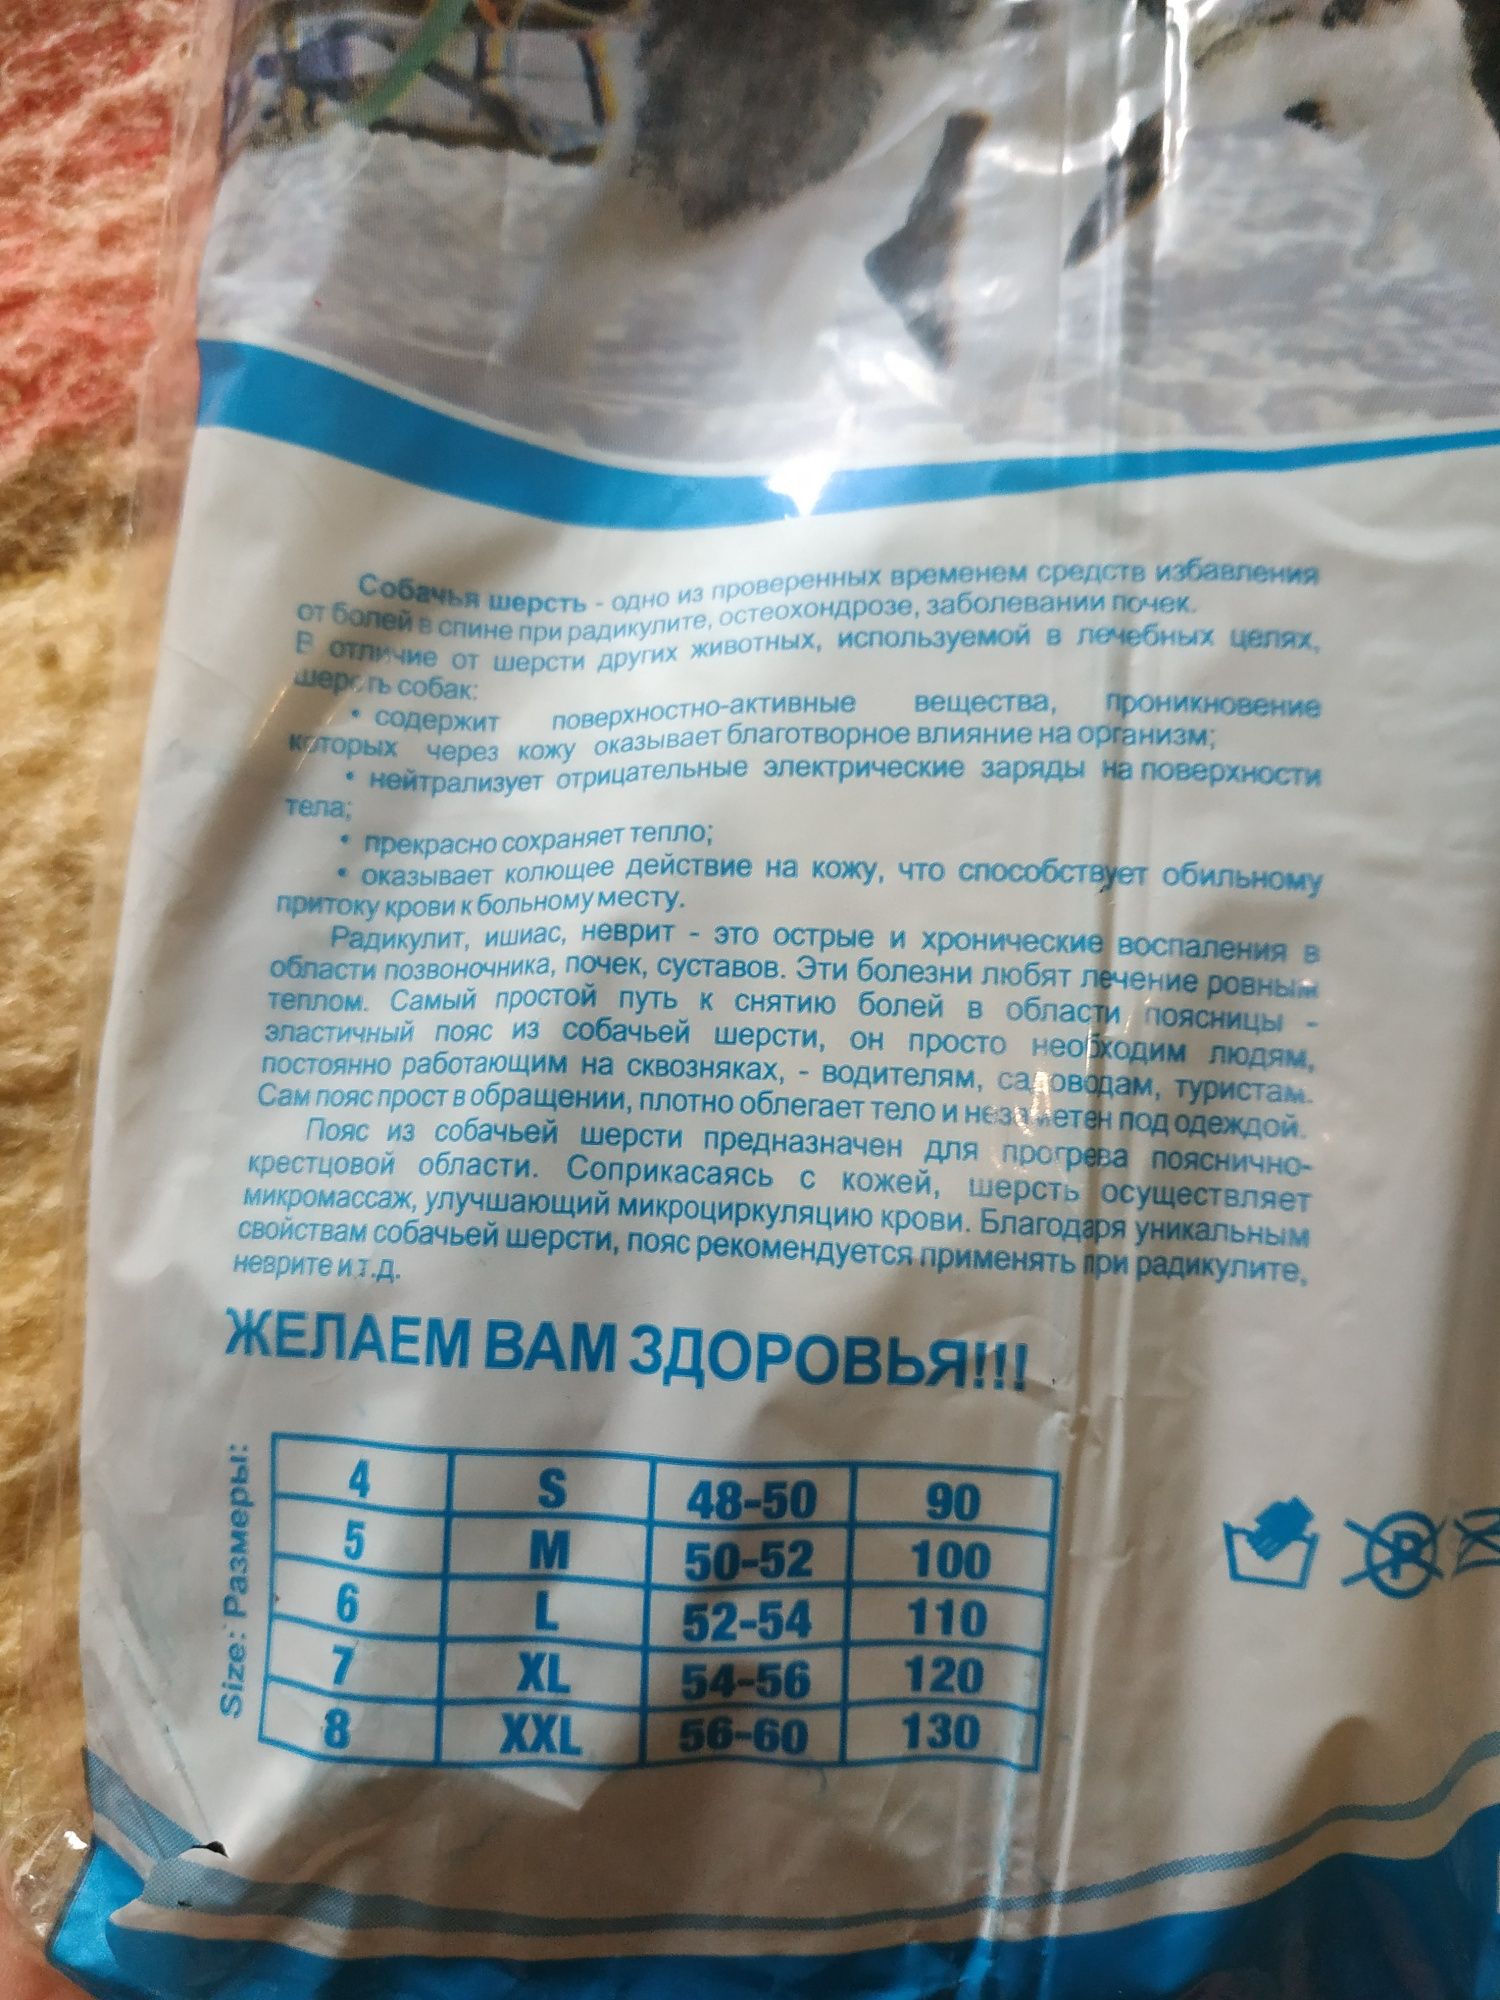 Собачья шерсть - одно из проверенных временем средств избавления
от болей в спине при радикулите, остеохондрозе, заболевании почек.
В отличие от шерсти других животных, используемой в лечебных целях,
шерсть собак:
• содержит поверхностно-активные вещества, проникновение
которых через кожу оказывает благотворное влияние на организм;
• нейтрализует отрицательные электрические заряды на поверхности
тела;
• прекрасно сохраняет тепло;
• оказывает колющее действие на кожу, что способствует обильному
притоку крови к больному месту.
Радикулит, ишиас, неврит - это острые и хронические воспаления в
области позвоночника, почек, суставов. Эти болезни любят лечение ровным
теплом. Самый простой путь к снятию болей в области поясницы -
эластичный пояс из собачьей шерсти, он просто необходим людям,
постоянно работающим на сквозняках, - водителям, садоводам, туристам.
Сам пояс прост в обращении, плотно облегает тело и незаметен под одеждой.
Пояс из собачьей шерсти предназначен для прогрева пояснично-
крестцовой области. Соприкасаясь с кожей, шерсть осуществляет
микромассаж, улучшающий микроциркуляцию крови. Благодаря уникальным
свойствам собачьей шерсти, пояс рекомендуется применять при радикулите,
неврите и т.д.
ЖЕЛАЕМ ВАМ ЗДОРОВЬЯ!!!
Size: Размеры:
4 S 48-50 90
5 M 50-52 100
6 L 52-54 110
7 XL 54-56 120
8 XXL 56-60 130
P